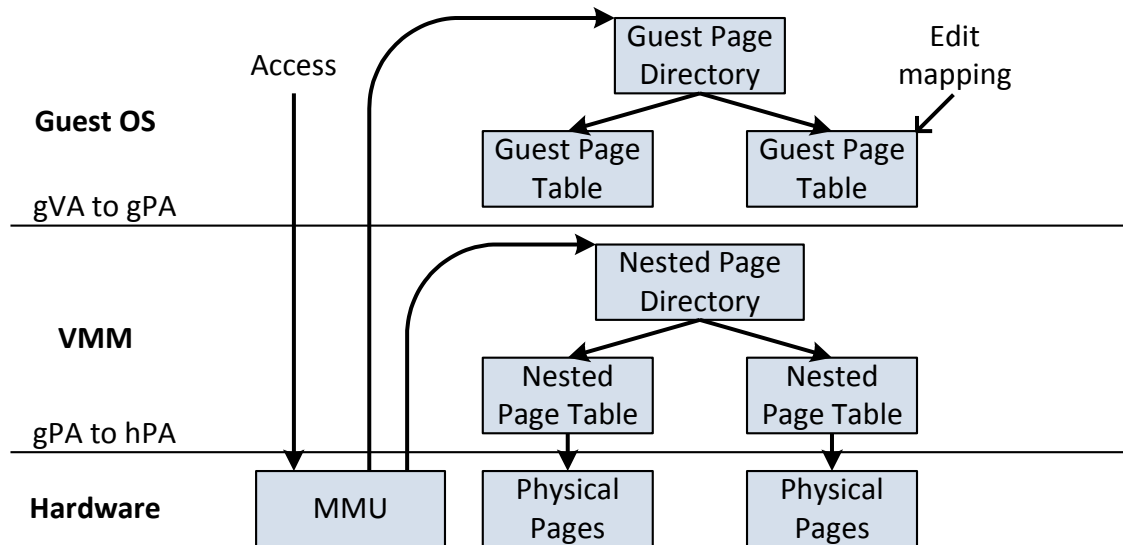 Guest Page
Directory
Edit
mapping
Access
Guest OS
Guest Page
Table
Guest Page
Table
gVA to gPA
Nested Page
Directory
VMM
Nested
Page Table
Nested
Page Table
gPA to hPA
Hardware
MMU
Physical
Pages
Physical
Pages